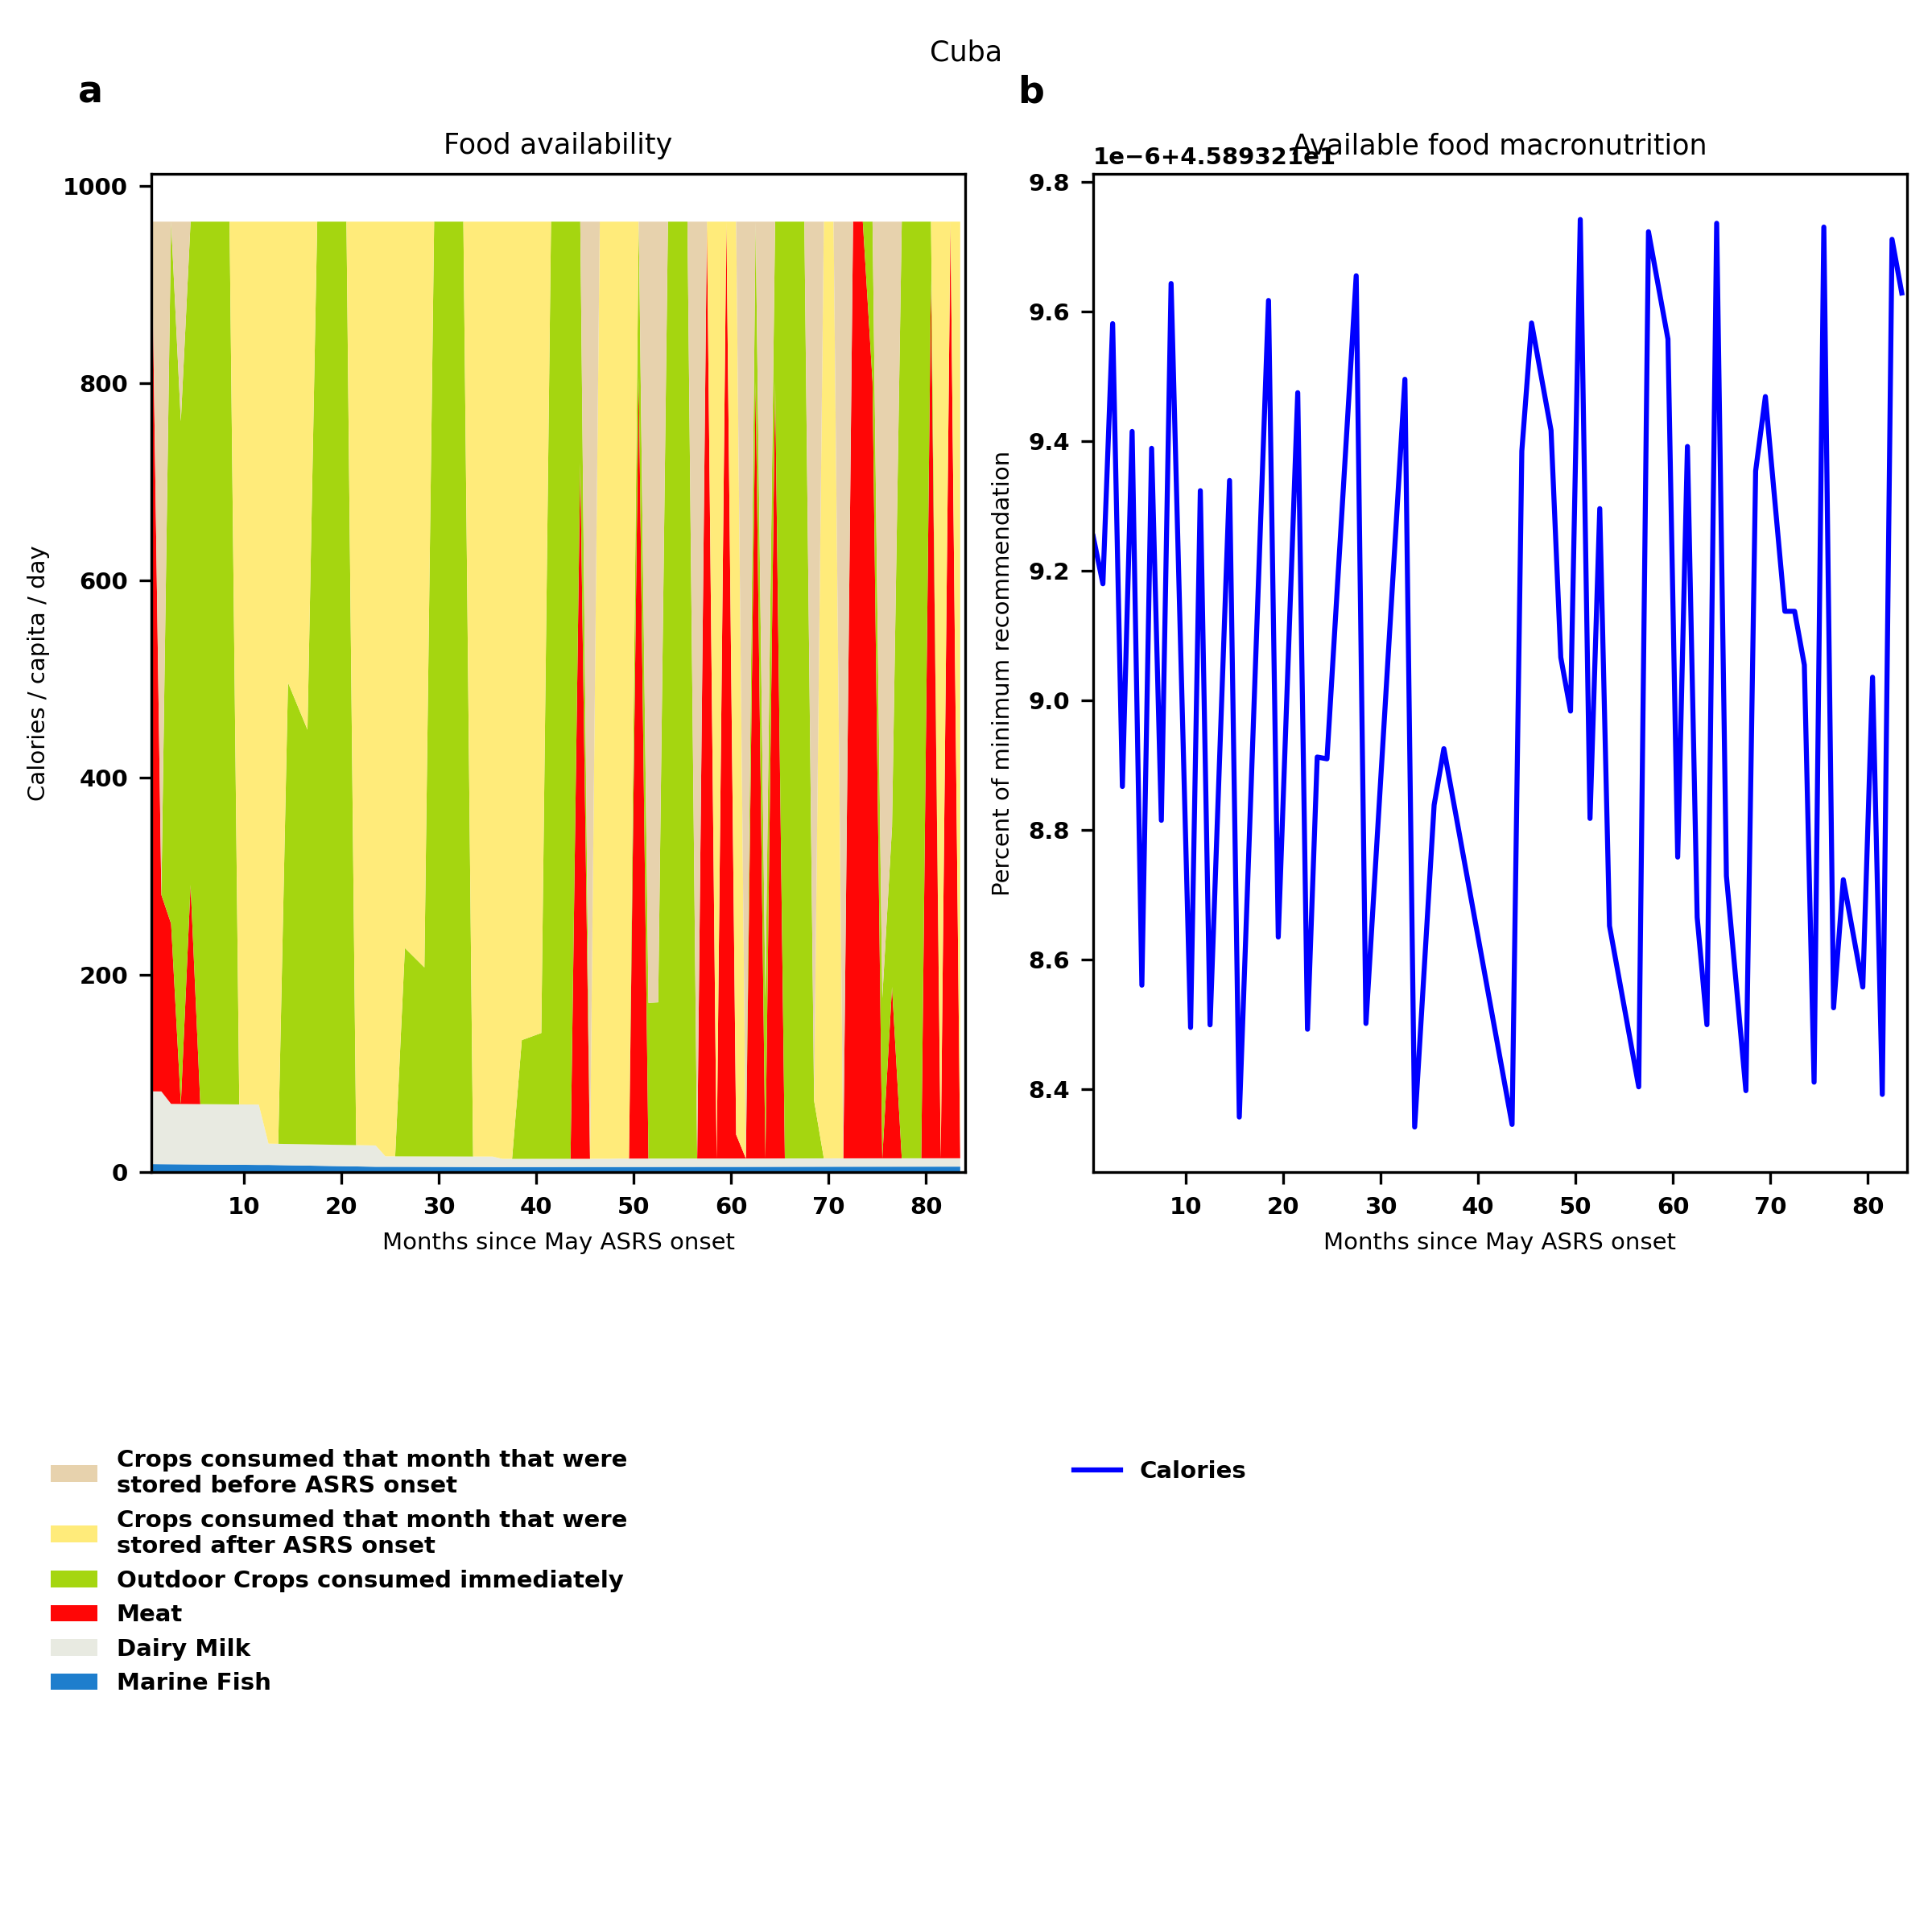 Cuba
a
Food availability
1000
800
600
400
200
0
Calories / capita / day
10 20 30 40 50 60 70 80
Months since May ASRS onset
b
Available food macronutrition
1e−6+4.589321e1
9.8
9.6
9.4
9.2
9.0
8.8
8.6
8.4
Percent of minimum recommendation
10 20 30 40 50 60 70 80
Months since May ASRS onset
Crops consumed that month that were
stored before ASRS onset
Crops consumed that month that were
stored after ASRS onset
Outdoor Crops consumed immediately
Meat
Dairy Milk
Marine Fish
Calories